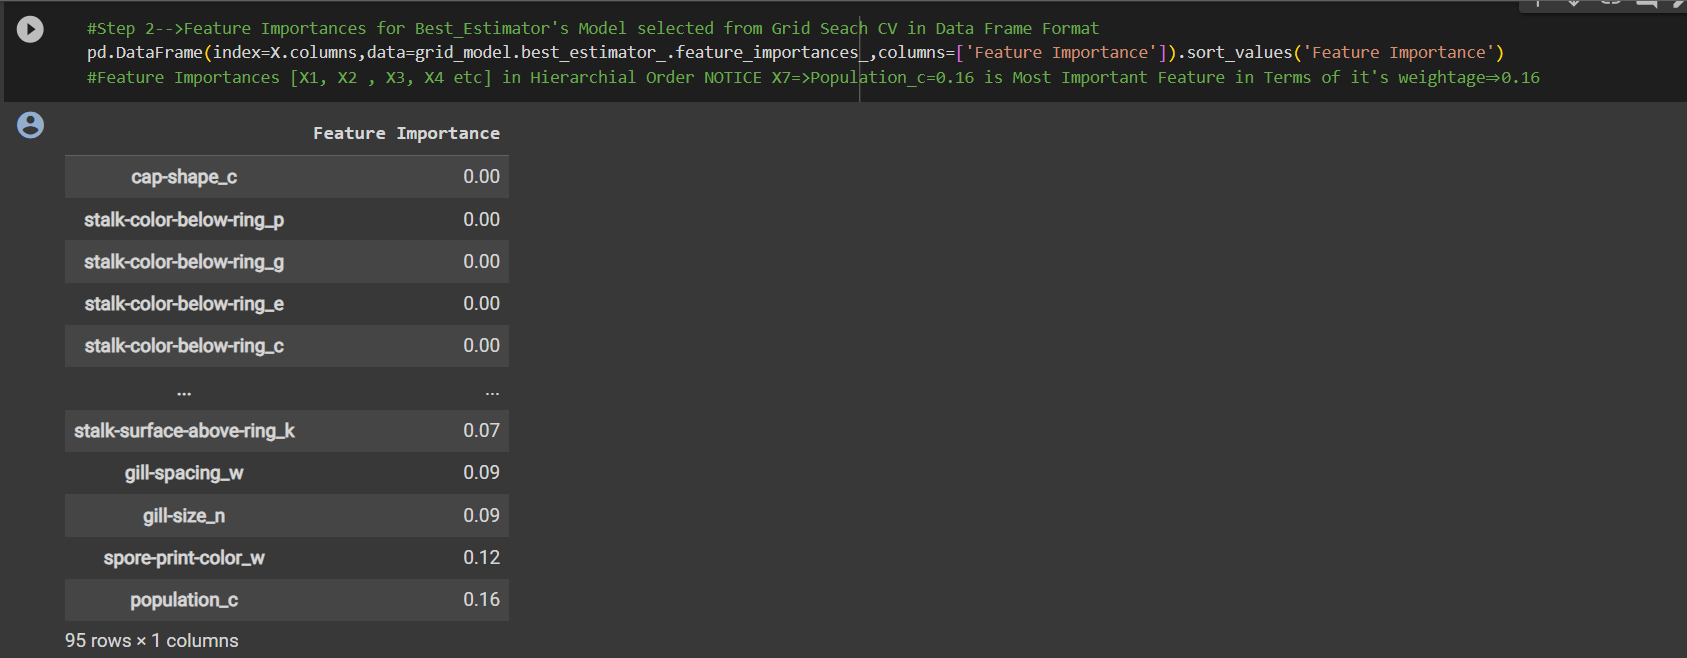 #Step 2-->Feature Importances for Best_Estimator's Model selected from Grid Seach CV in Data Frame Format
pd.DataFrame(index=X.columns,data=grid_model.best_estimator_.feature_importances_,columns=['Feature Importance']).sort_values('Feature Importance')
#Feature Importances [X1, X2 , X3, X4 etc] in Hierarchial Order NOTICE X7=>Population_c=0.16 is Most Important Feature in Terms of it's weightage=>0.16
Feature Importance
cap-shape_c 0.00
stalk-color-below-ring_p 0.00
stalk-color-below-ring_g 0.00
stalk-color-below-ring_e 0.00
stalk-color-below-ring_c 0.00
... ...
stalk-surface-above-ring_k 0.07
gill-spacing_w 0.09
gill-size_n 0.09
spore-print-color_w 0.12
population_c 0.16
95 rows × 1 columns